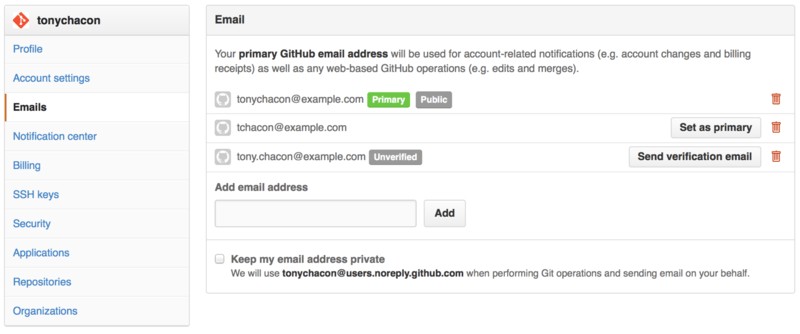 tonychacon
Profile
Account settings
Emails
Notification center
Billing
SSH keys
Security
Applications
Repositories
Organizations
Email
Your primary GitHub email address will be used for account-related notifications (e.g. account changes and billing
receipts) as well as any web-based GitHub operations (e.g. edits and merges).
tonychacon@example.com Primary Public
tchacon@example.com Set as primary
tony.chacon@example.com Unverified Send verification email
Add email address
Add
Keep my email address private
We will use tonychacon@users.noreply.github.com when performing Git operations and sending email on your behalf.